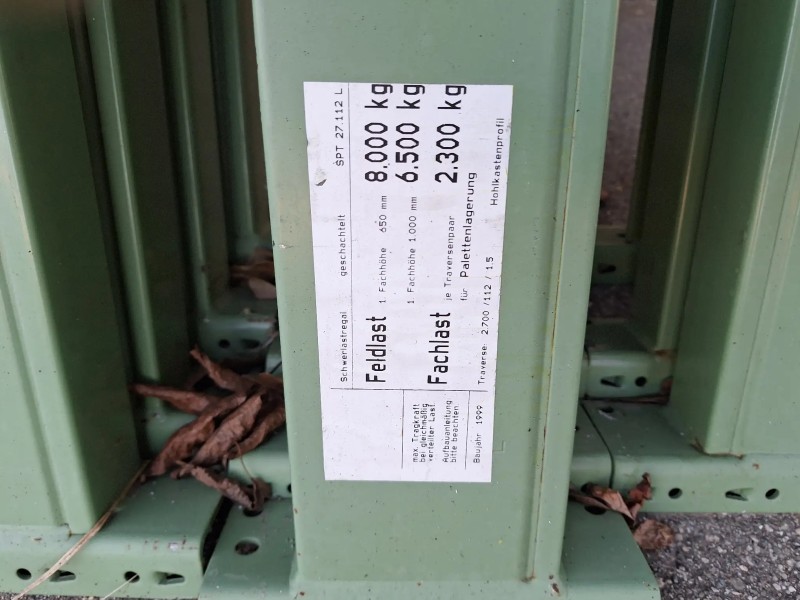 Schwerlastregal geschachtelt SPT 27.112 L
Feldlast 1. Fachhöhe 650 mm 8.000 kg
1. Fachhöhe 1.000 mm 6.500 kg
Fachlast je Traversenpaar 2.300 kg
für Palettenlagerung
Traverse: 2.700 /112 / 1.5 Hohlkastenprofil
max. Tragkraft
bei gleichmäßig
verteilter Last
Aufbauanleitung
bitte beachten
Baujahr 1999